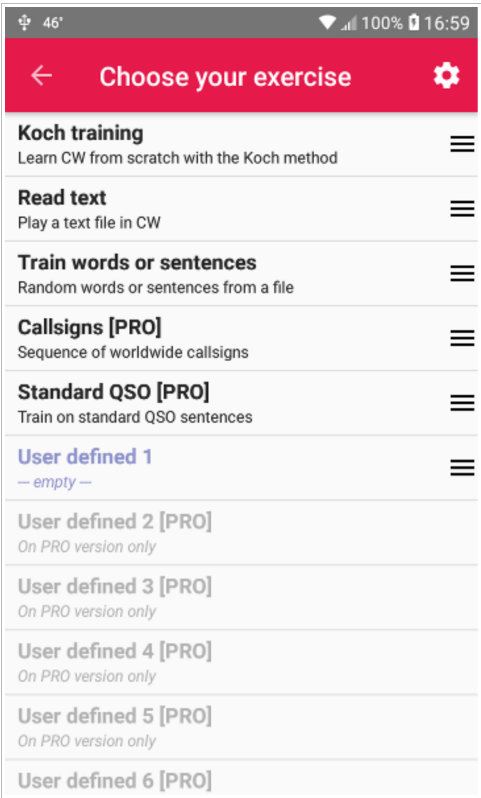 46° 100% 16:59
Choose your exercise
Koch training
Learn CW from scratch with the Koch method
Read text
Play a text file in CW
Train words or sentences
Random words or sentences from a file
Callsigns [PRO]
Sequence of worldwide callsigns
Standard QSO [PRO]
Train on standard QSO sentences
User defined 1
--- empty ---
User defined 2 [PRO]
On PRO version only
User defined 3 [PRO]
On PRO version only
User defined 4 [PRO]
On PRO version only
User defined 5 [PRO]
On PRO version only
User defined 6 [PRO]